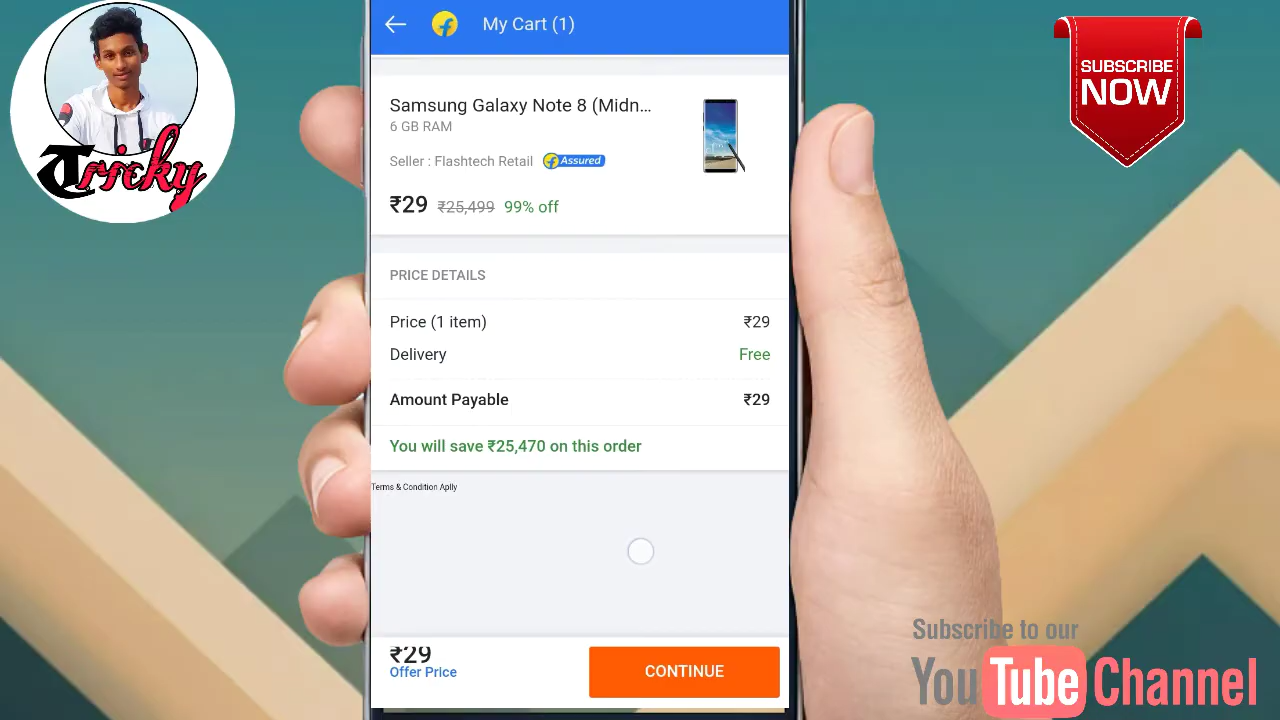 My Cart (1)
Samsung Galaxy Note 8 (Midn...
6 GB RAM
Seller : Flashtech Retail Assured
₹29 ₹25,499 99% off
PRICE DETAILS
Price (1 item) ₹29
Delivery Free
Amount Payable ₹29
You will save ₹25,470 on this order
Terms & Condition Aplly
₹29
Offer Price
CONTINUE
Tricky
SUBSCRIBE
NOW
Subscribe to our
YouTube Channel